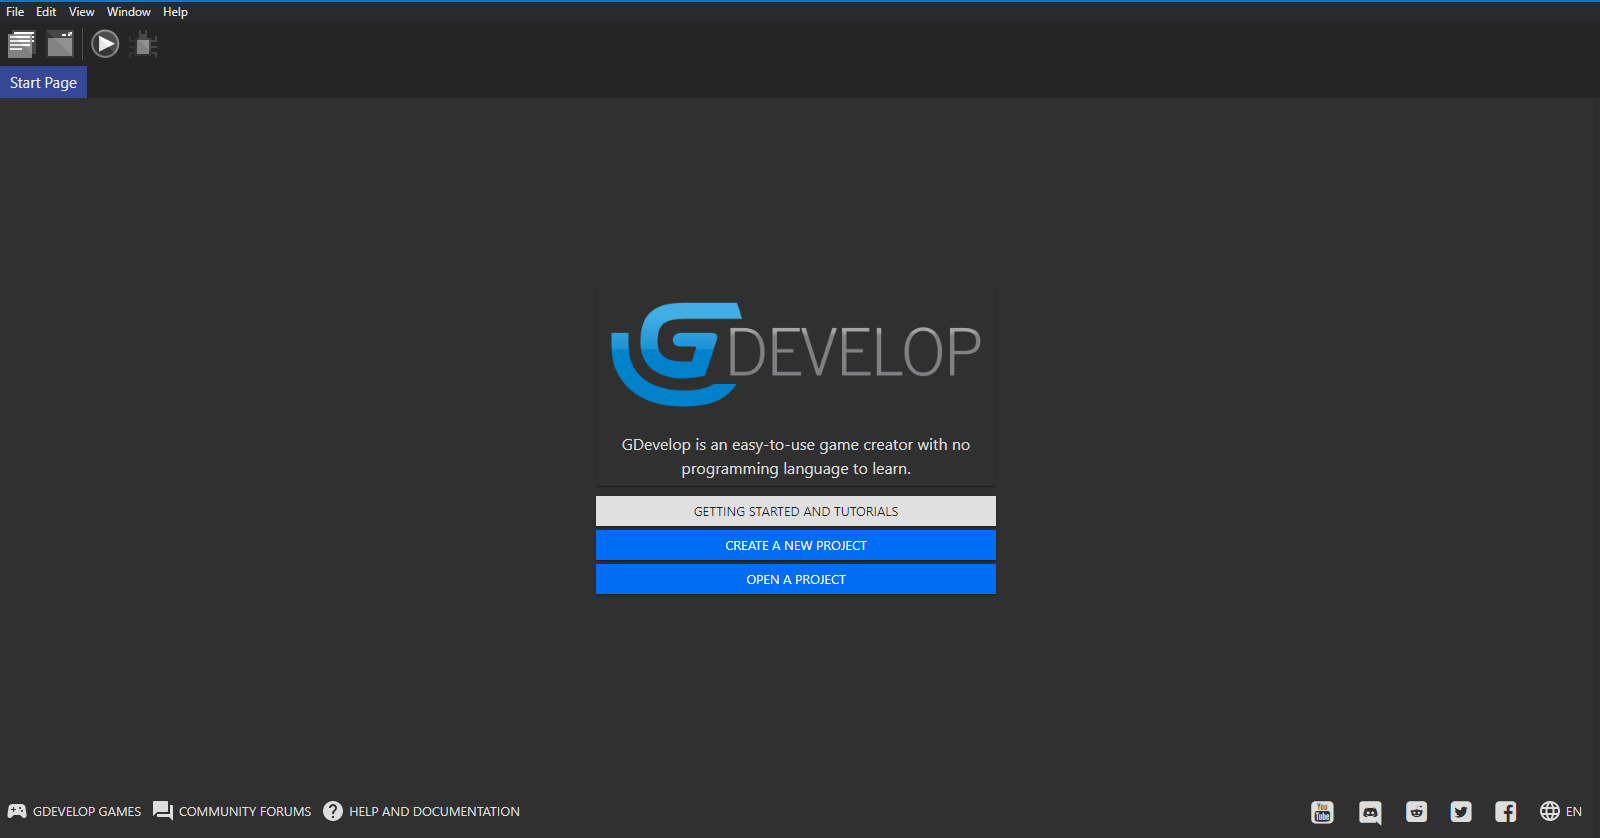 File Edit View Window Help
Start Page
GDEVELOP
GDevelop is an easy-to-use game creator with no
programming language to learn.
GETTING STARTED AND TUTORIALS
CREATE A NEW PROJECT
OPEN A PROJECT
GDEVELOP GAMES COMMUNITY FORUMS HELP AND DOCUMENTATION You Tube EN